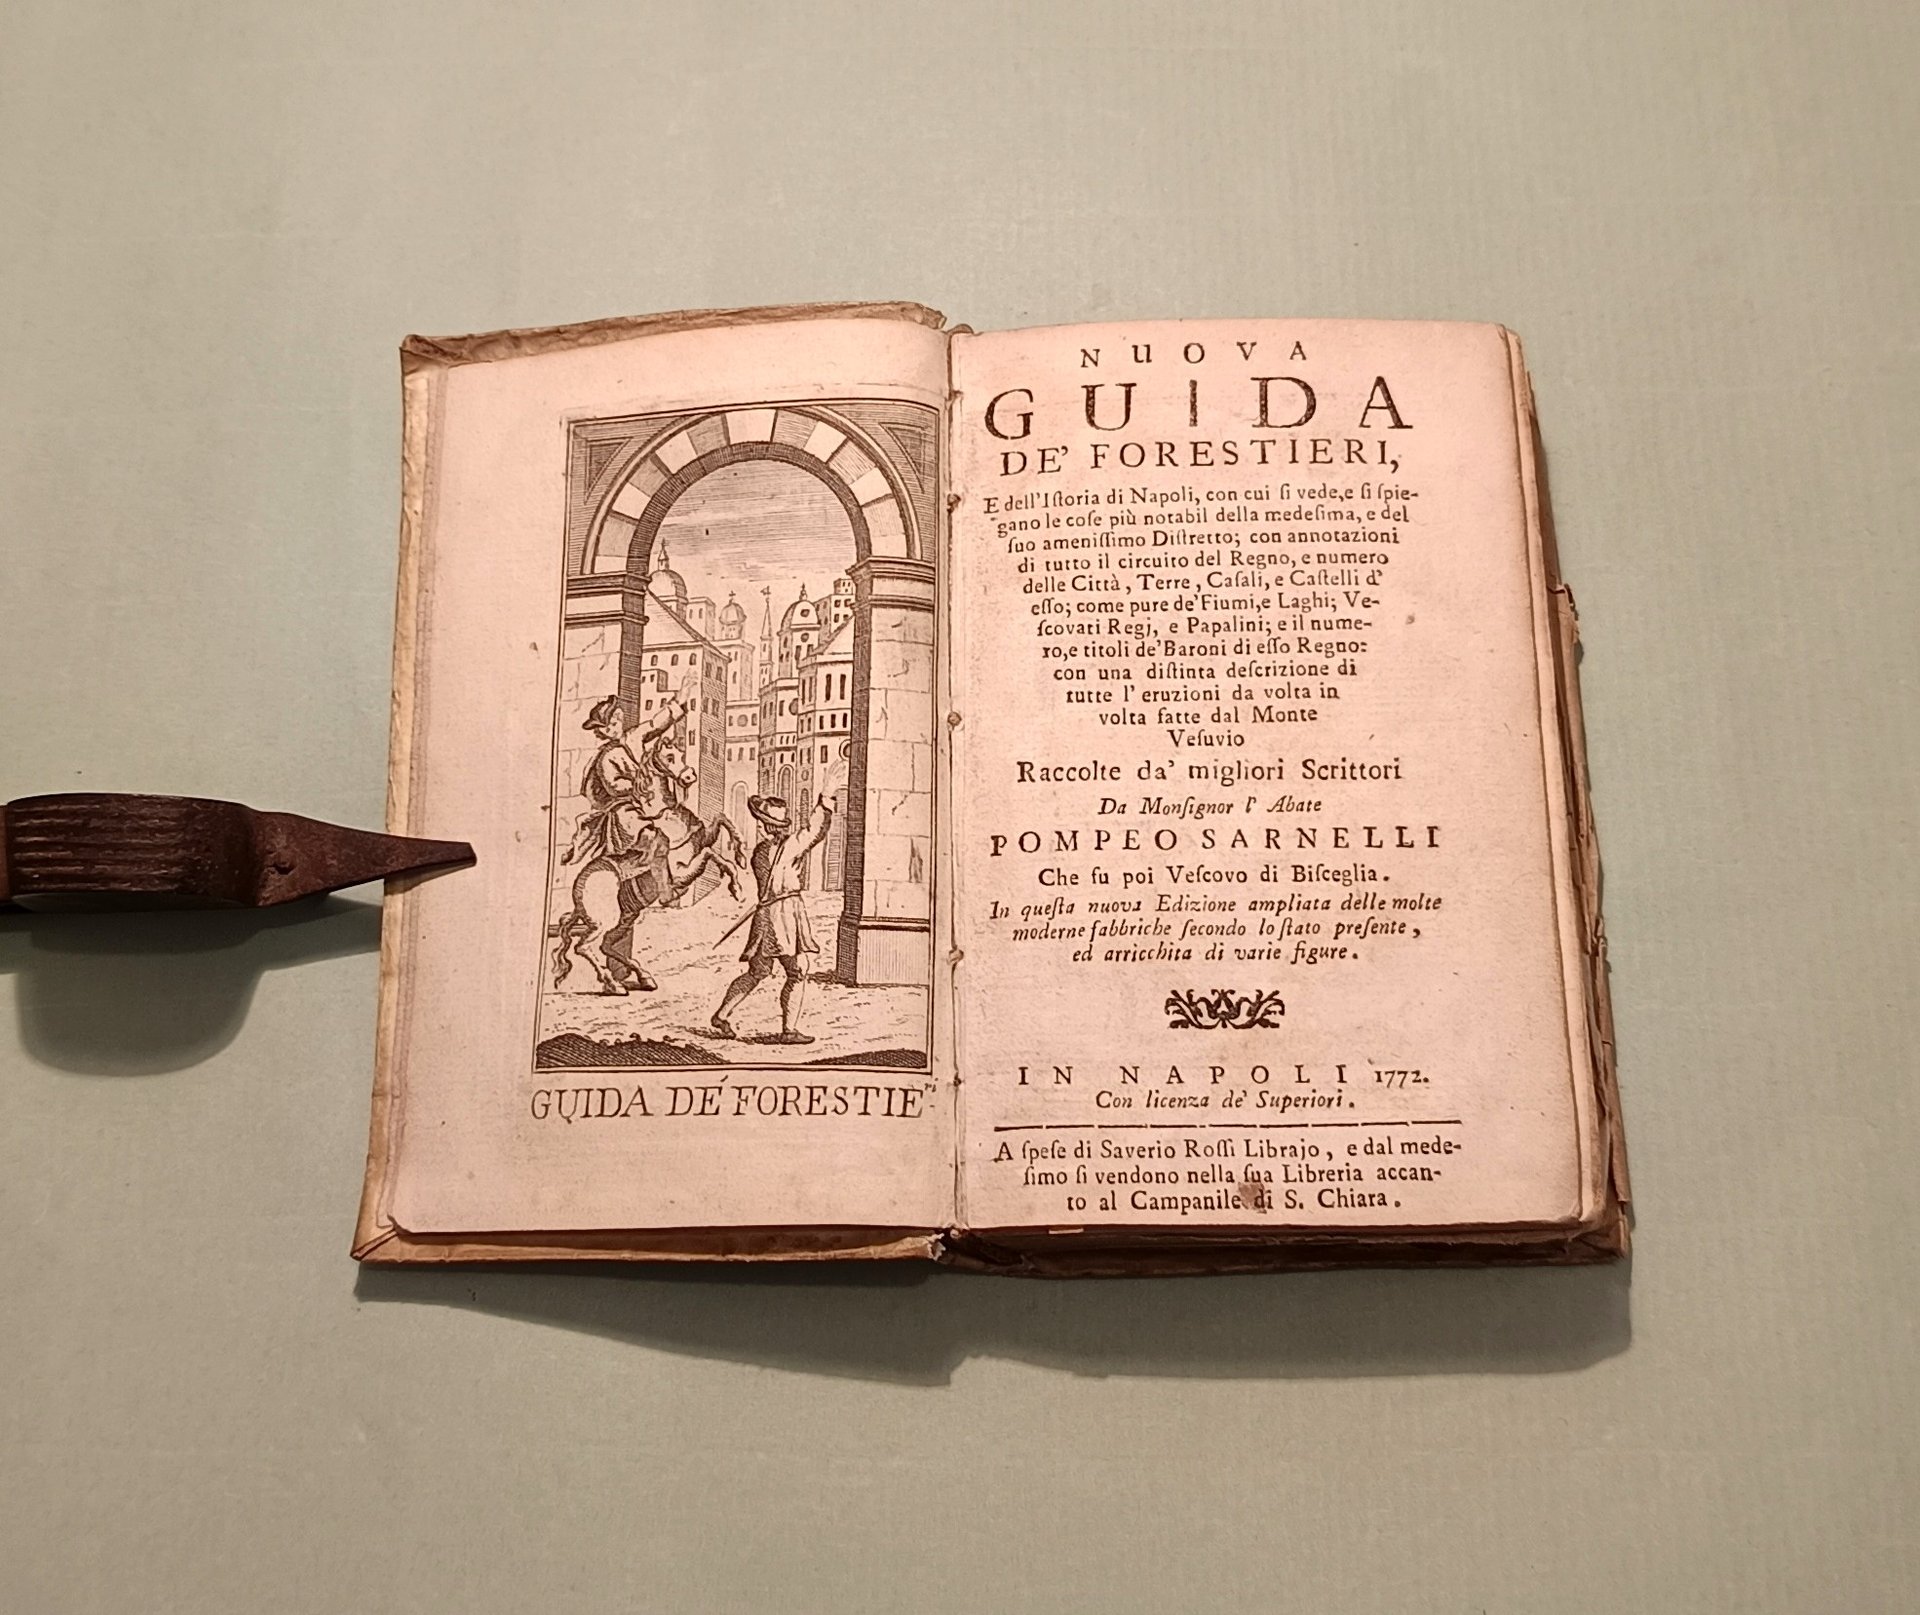 GUIDA DÉ FORESTIE.ri
NUOVA
GUIDA
DE' FORESTIERI,
E dell'Iſtoria di Napoli, con cui ſi vede,e ſi ſpie-
gano le coſe più notabil della medeſima, e del
ſuo ameniſſimo Diſtretto; con annotazioni
di tutto il circuito del Regno, e numero
delle Città, Terre, Caſali, e Caſtelli d'
eſſo; come pure de' Fiumi,e Laghi; Ve-
ſcovati Regj, e Papalini; e il nume-
ro,e titoli de' Baroni di eſſo Regno:
con una diſtinta deſcrizione di
tutte l' eruzioni da volta in
volta fatte dal Monte
Veſuvio
Raccolte da' migliori Scrittori
Da Monſignor l' Abate
POMPEO SARNELLI
Che fu poi Veſcovo di Biſceglia.
In queſta nuova Edizione ampliata delle molte
moderne fabbriche ſecondo lo ſtato preſente,
ed arricchita di varie figure.
IN NAPOLI 1772.
Con licenza de' Superiori.
A ſpeſe di Saverio Roſſi Librajo, e dal mede-
ſimo ſi vendono nella ſua Libreria accan-
to al Campanile di S. Chiara.